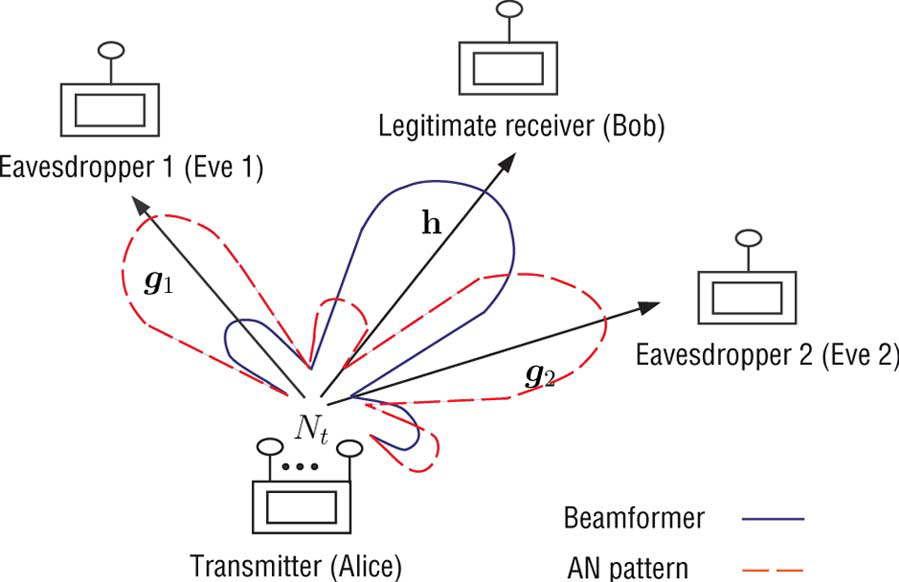 Legitimate receiver (Bob)
Eavesdropper 1 (Eve 1)
h
g1
Eavesdropper 2 (Eve 2)
g2
Nt
Transmitter (Alice)
Beamformer
AN pattern